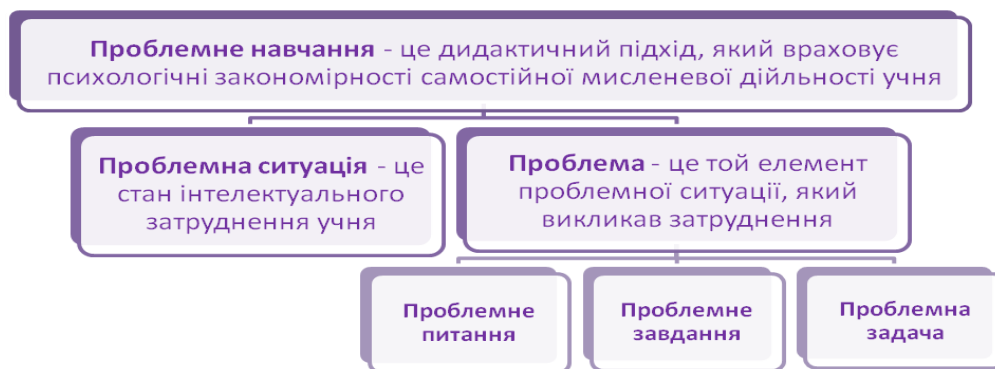 Проблемне навчання - це дидактичний підхід, який враховує
психологічні закономірності самостійної мисленевої дійльності учня
Проблемна ситуація - це
стан інтелектуального
затруднення учня
Проблема - це той елемент
проблемної ситуації, який
викликав затруднення
Проблемне
питання
Проблемне
завдання
Проблемна
задача